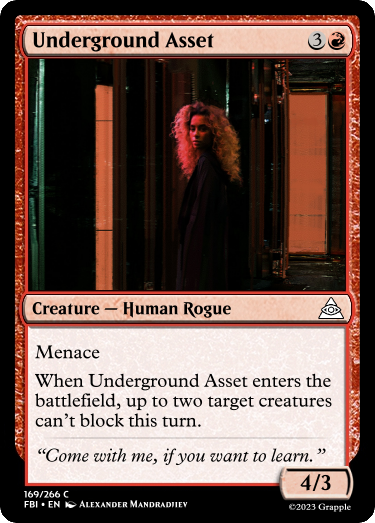 Underground Asset 3
Creature — Human Rogue
Menace
When Underground Asset enters the
battlefield, up to two target creatures
can't block this turn.
“Come with me, if you want to learn.”
4/3
169/266 C
FBI • EN Alexander Mandradjiev
©2023 Grapple